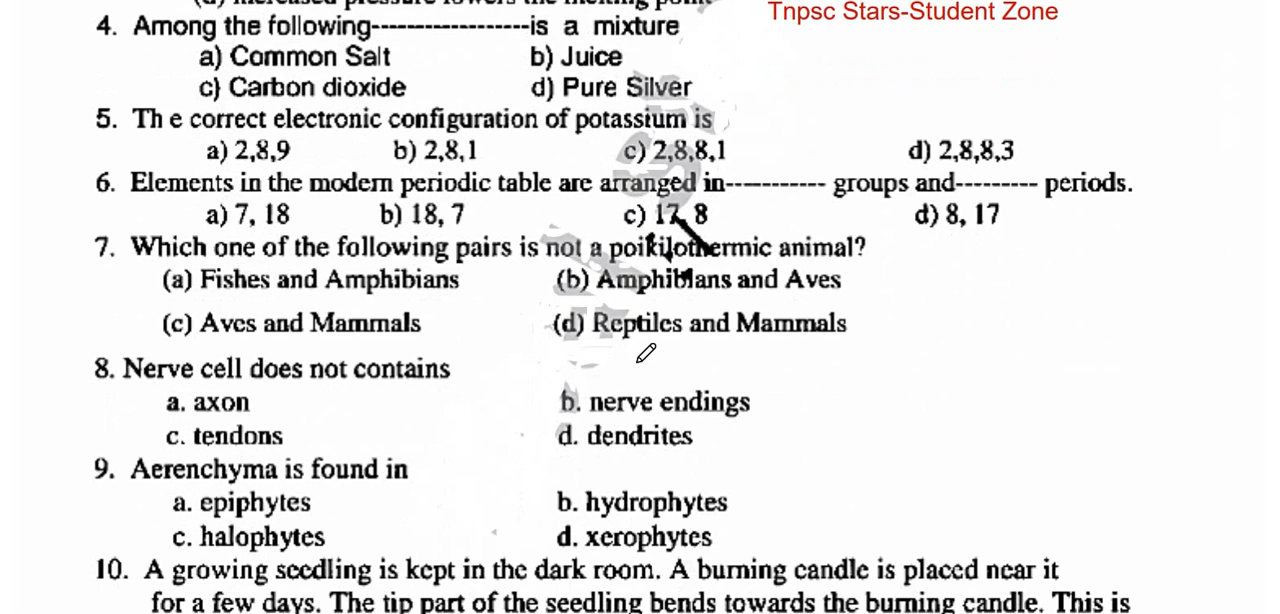 Tnpsc Stars-Student Zone
4. Among the following-------------------is a mixture
a) Common Salt b) Juice
c) Carbon dioxide d) Pure Silver
5. Th e correct electronic configuration of potassium is
a) 2,8,9 b) 2,8,1 c) 2,8,8,1 d) 2,8,8,3
6. Elements in the modern periodic table are arranged in----------- groups and--------- periods.
a) 7, 18 b) 18, 7 c) 17, 8 d) 8, 17
7. Which one of the following pairs is not a poikilothermic animal?
(a) Fishes and Amphibians (b) Amphibians and Aves
(c) Aves and Mammals (d) Reptiles and Mammals
8. Nerve cell does not contains
a. axon b. nerve endings
c. tendons d. dendrites
9. Aerenchyma is found in
a. epiphytes b. hydrophytes
c. halophytes d. xerophytes
10. A growing seedling is kept in the dark room. A burning candle is placed near it
for a few days. The tip part of the seedling bends towards the burning candle. This is